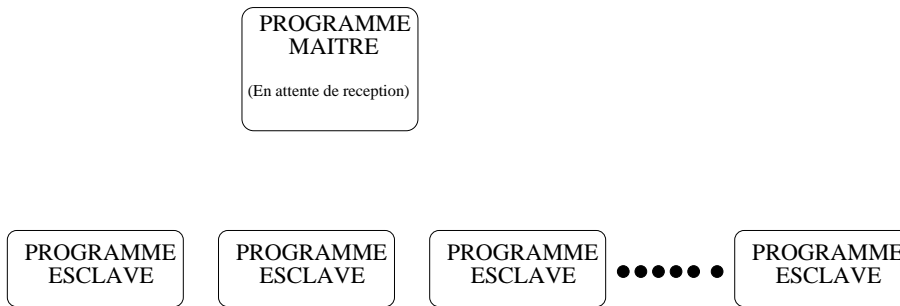 PROGRAMME
MAITRE
(En attente de reception)
PROGRAMME
ESCLAVE
PROGRAMME
ESCLAVE
PROGRAMME
ESCLAVE
PROGRAMME
ESCLAVE